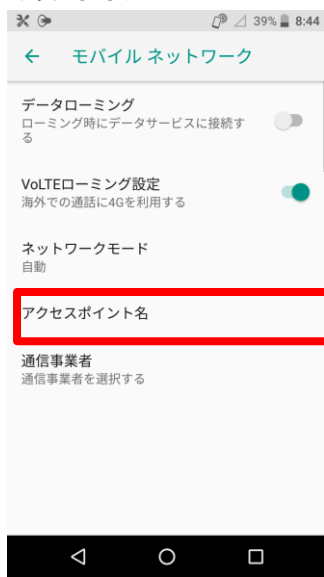 39% 8:44
モバイル ネットワーク
データローミング
ローミング時にデータサービスに接続す
る
VoLTEローミング設定
海外での通話に4Gを利用する
ネットワークモード
自動
アクセスポイント名
通信事業者
通信事業者を選択する